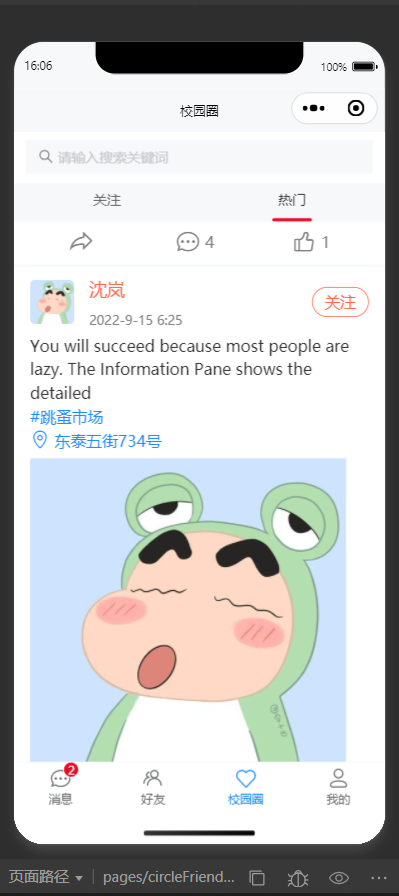 16:06
100%
校园圈
请输入搜索关键词
关注
热门
4
1
沈岚
关注
2022-9-15 6:25
You will succeed because most people are
lazy. The Information Pane shows the
detailed
#跳蚤市场
东泰五街734号
2
消息
好友
校园圈
我的
页面路径
pages/circleFriend...